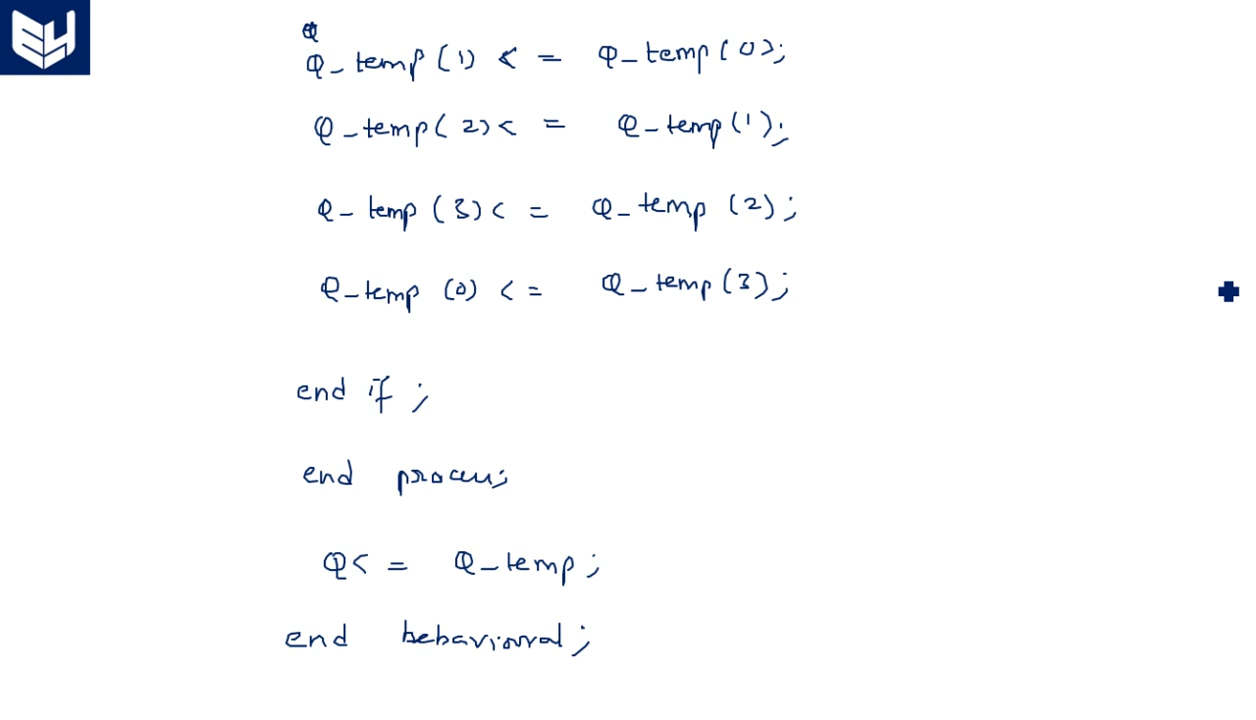 Q
Q_temp(1) <= Q_temp(0);
Q_temp(2) <= Q_temp(1);
Q_temp(3) <= Q_temp(2);
Q_temp(0) <= Q_temp(3);
end if;
end process;
Q <= Q_temp;
end behavioural;